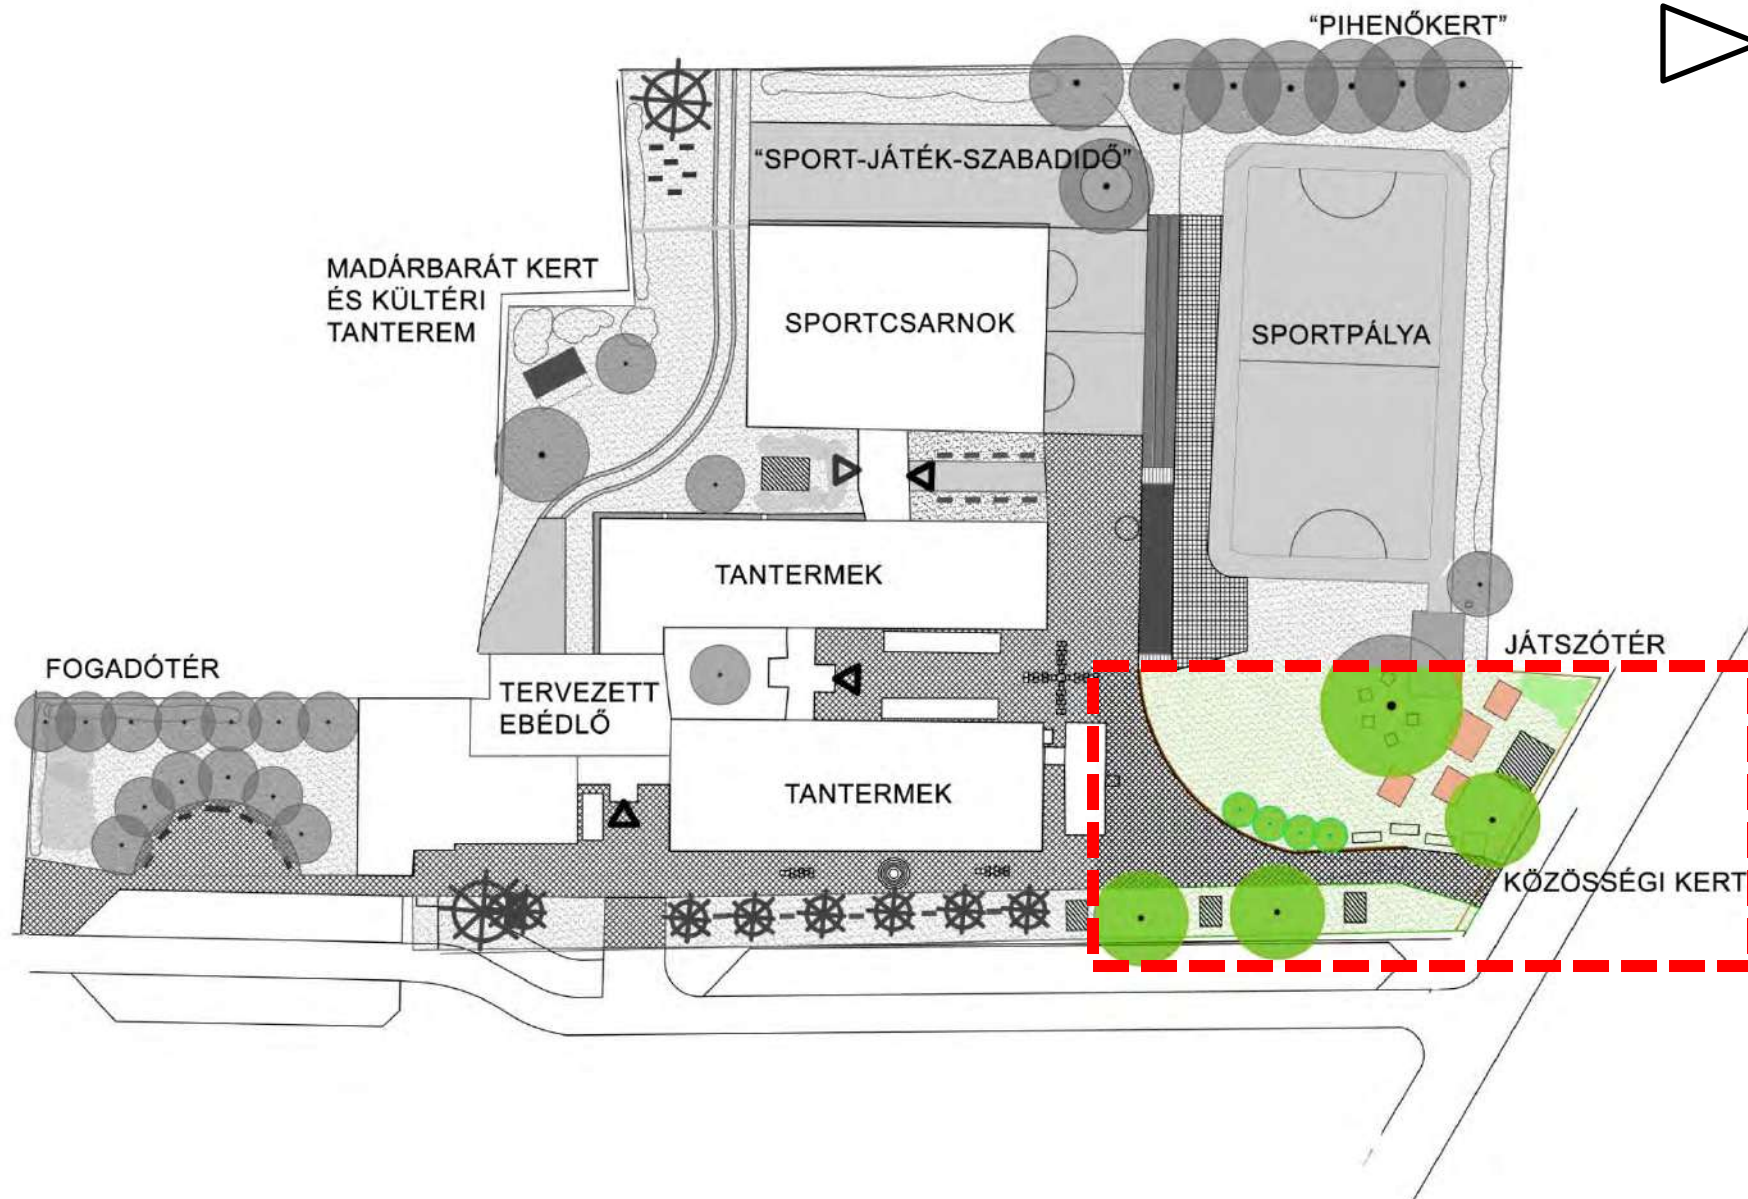 “PIHENŐKERT”
“SPORT-JÁTÉK-SZABADIDŐ”
MADÁRBARÁT KERT
ÉS KÜLTÉRI
TANTEREM
SPORTCSARNOK
SPORTPÁLYA
TANTERMEK
JÁTSZÓTÉR
FOGADÓTÉR
TERVEZETT
EBÉDLŐ
TANTERMEK
KÖZÖSSÉGI KERT